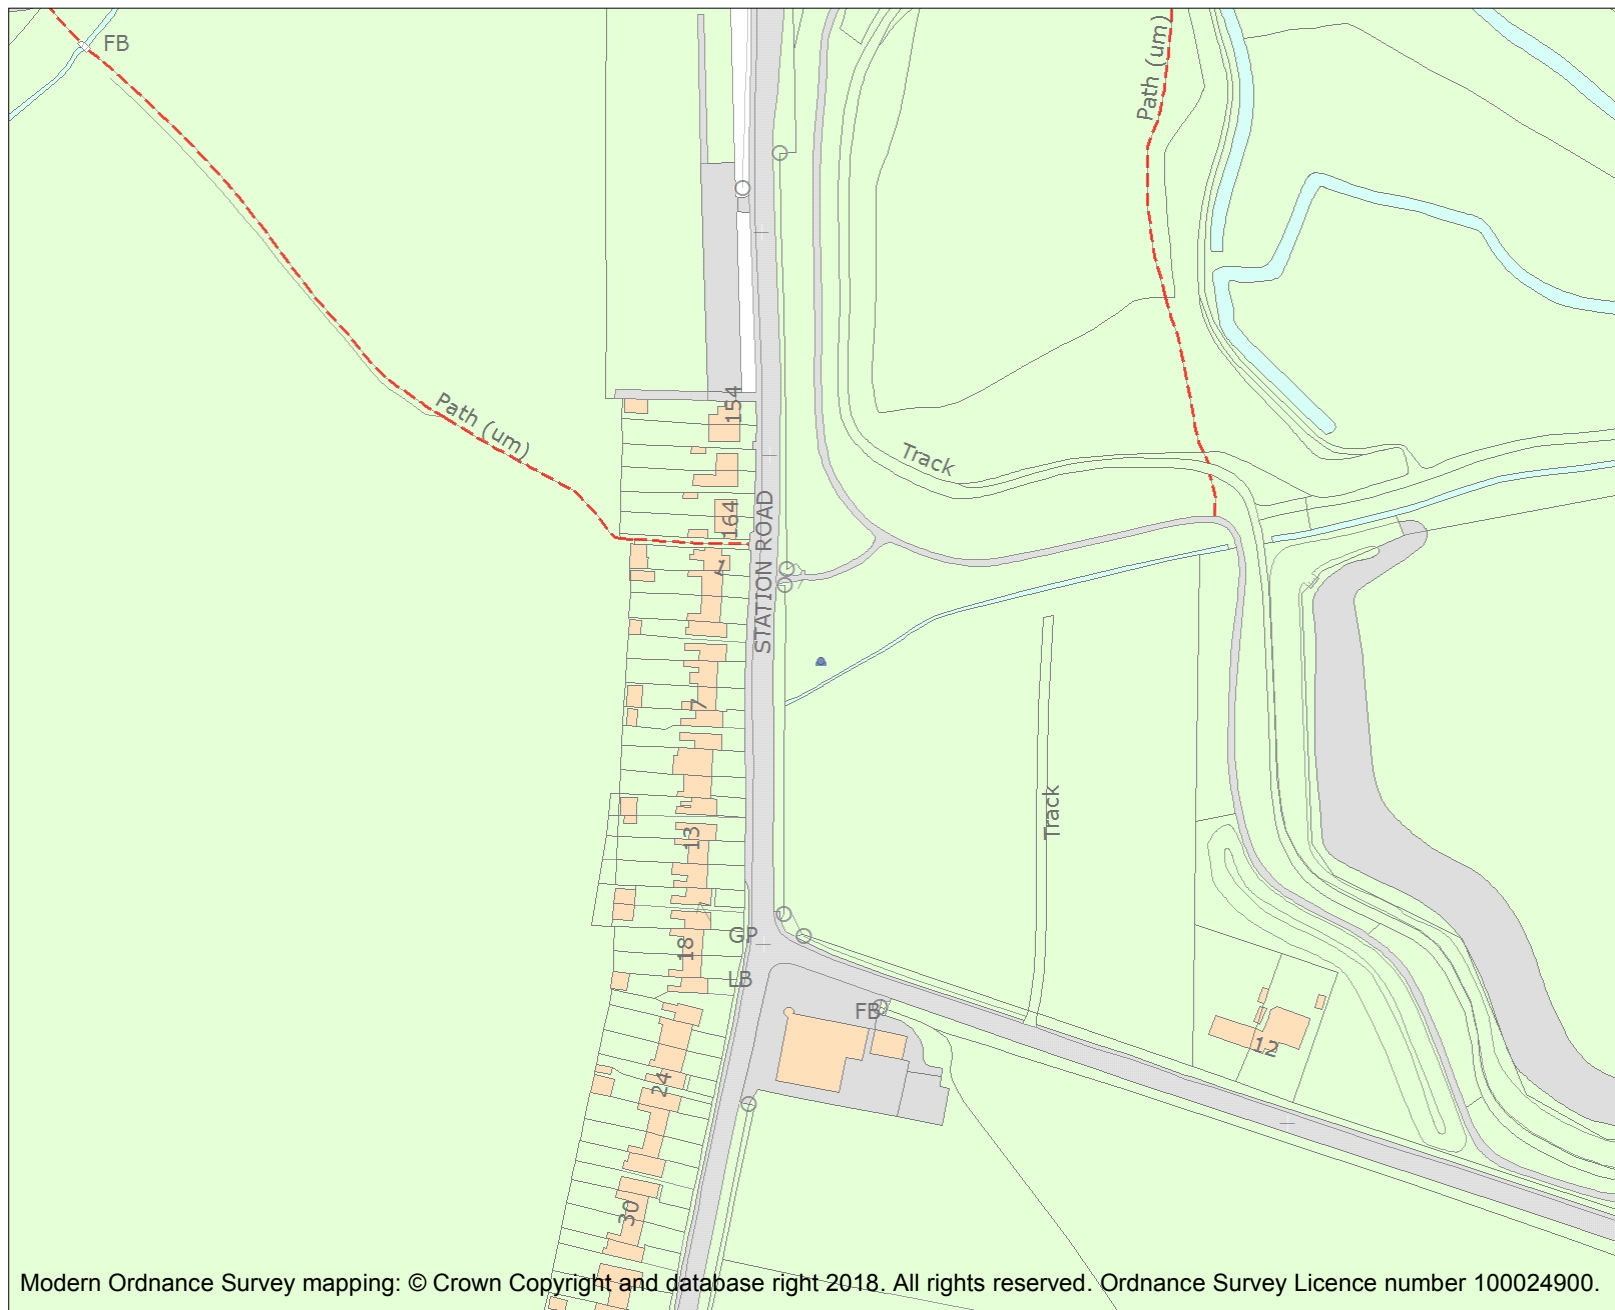 FB
Path (um)
Path (um)
154
Track
164
STATION ROAD
1
7
Track
13
GP
18
LB
FB
12
24
30
Modern Ordnance Survey mapping: © Crown Copyright and database right 2018. All rights reserved. Ordnance Survey Licence number 100024900.